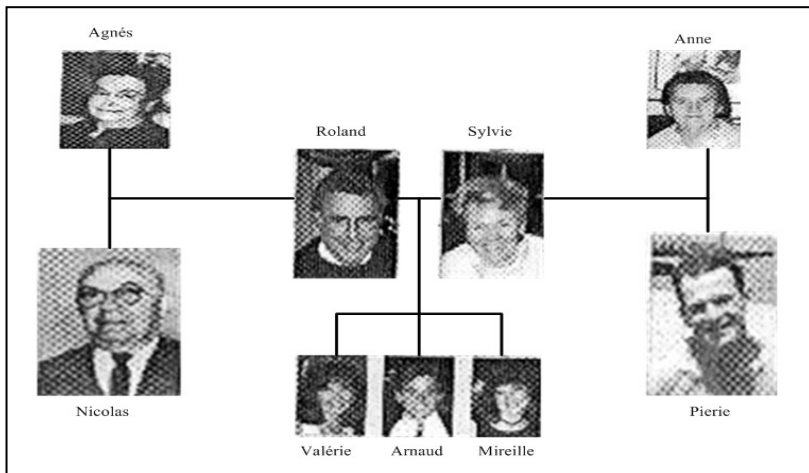 Agnés
Anne
Roland
Sylvie
Nicolas
Pierie
Valérie
Arnaud
Mireille